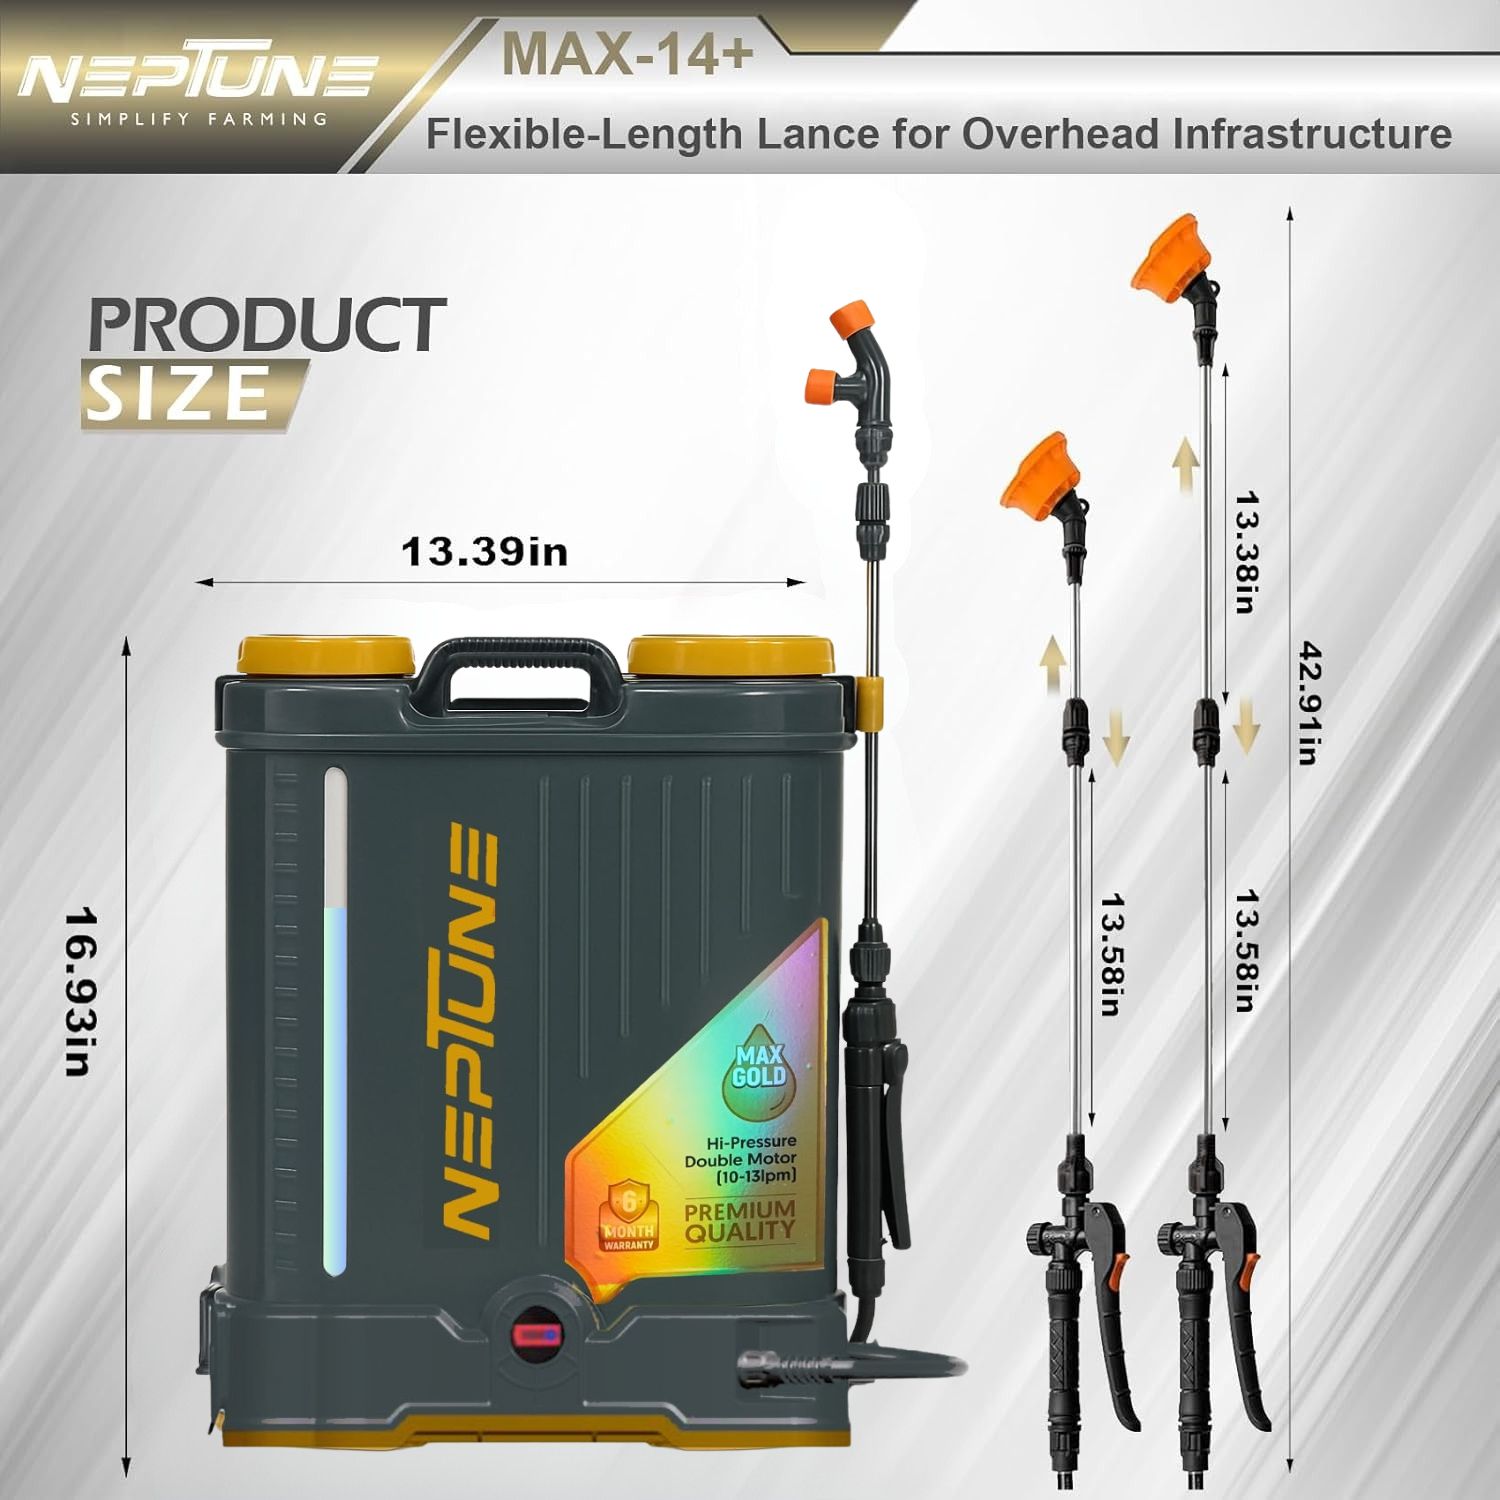 NEPTUNE
SIMPLIFY FARMING
MAX-14+
Flexible-Length Lance for Overhead Infrastructure
PRODUCT
SIZE
13.39in
16.93in
NEPTUNE
MAX
GOLD
Hi-Pressure
Double Motor
(10-13lpm)
6
MONTH
WARRANTY
PREMIUM
QUALITY
13.58in
13.38in
13.58in
42.91in